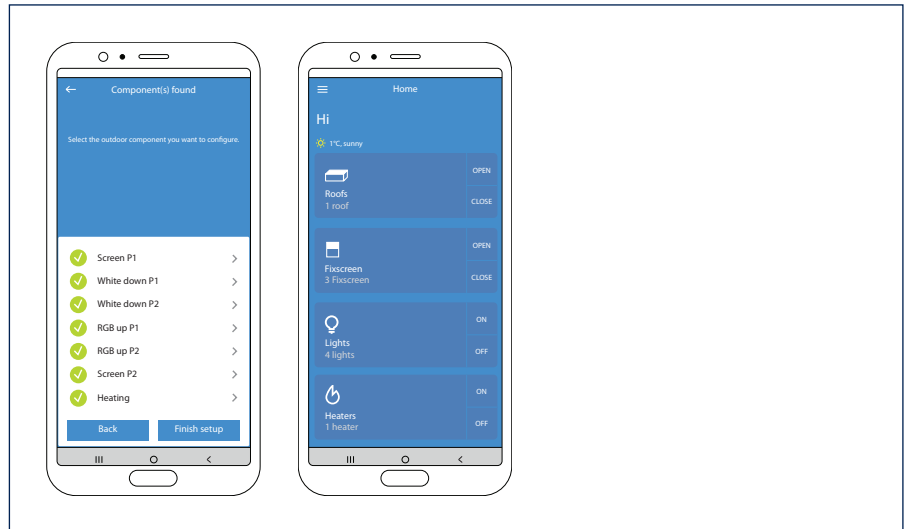 Component(s) found
Select the outdoor component you want to configure.
Screen P1
White down P1
White down P2
RGB up P1
RGB up P2
Screen P2
Heating
Back
Finish setup
Home
Hi
1°C, sunny
Roofs
1 roof
OPEN
CLOSE
Fixscreen
3 Fixscreen
OPEN
CLOSE
Lights
4 lights
ON
OFF
Heaters
1 heater
ON
OFF